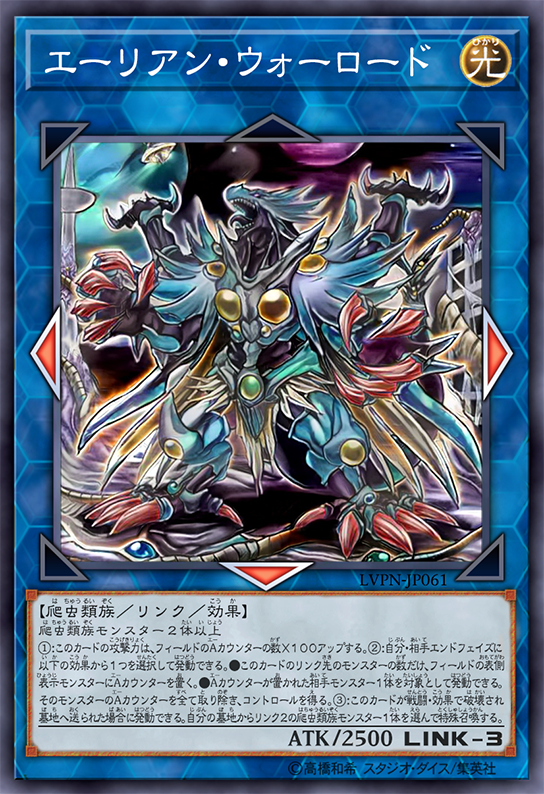 エーリアン・ウォーロード
光
ひかり
LVPN-JP061
【爬虫類族/リンク/効果】
爬虫類族モンスター2体以上
①:このカードの攻撃力は、フィールドのAカウンターの数×100アップする。②:自分・相手エンドフェイズに
以下の効果から1つを選択して発動できる。●このカードのリンク先のモンスターの数だけ、フィールドの表側
表示モンスターにAカウンターを置く。●Aカウンターが置かれた相手モンスター1体を対象として発動できる。
そのモンスターのAカウンターを全て取り除き、コントロールを得る。③:このカードが戦闘・効果で破壊され
墓地へ送られた場合に発動できる。自分の墓地からリンク2の爬虫類族モンスター1体を選んで特殊召喚する。
ATK/2500 LINK-3
©高橋和希 スタジオ・ダイス/集英社